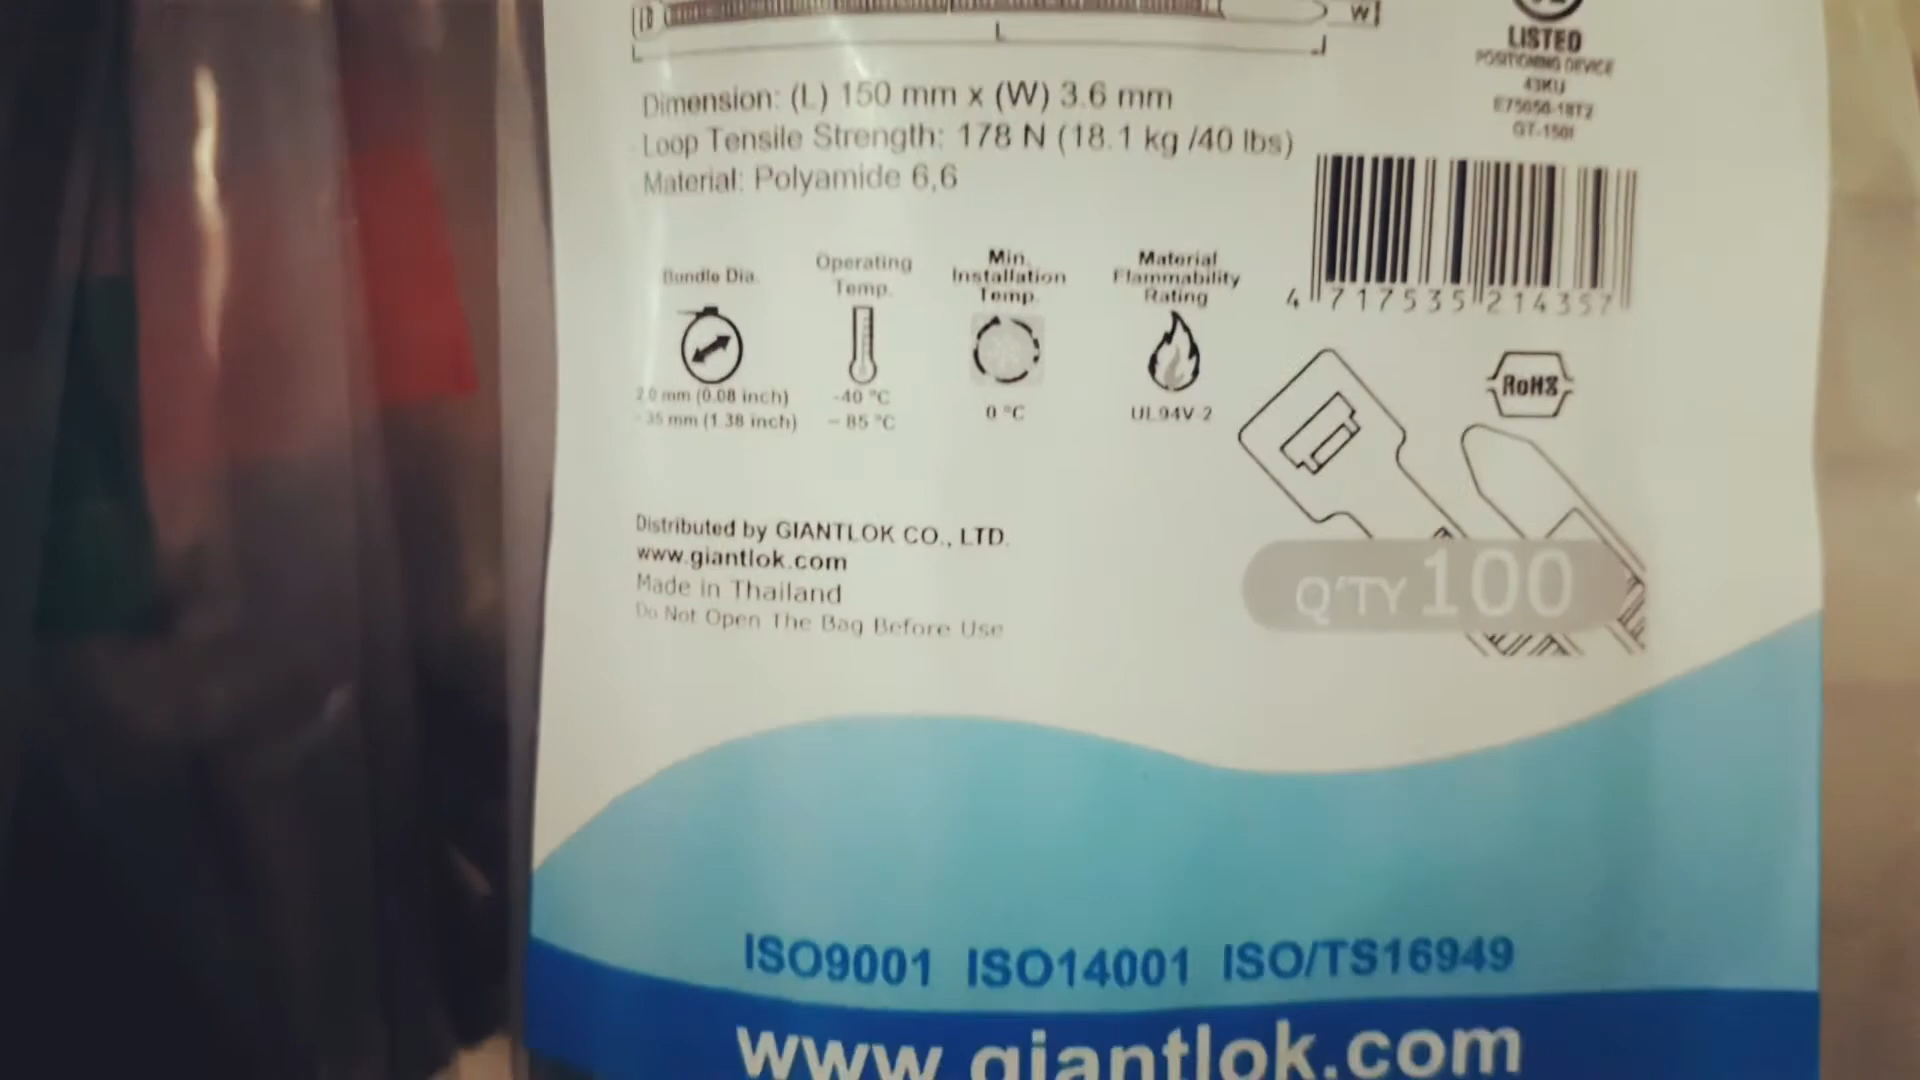 W
L
LISTED
POSITIONING DEVICE
43KU
E75656-18T2
GT-150I
Dimension: (L) 150 mm x (W) 3.6 mm
Loop Tensile Strength: 178 N (18.1 kg /40 lbs)
Material: Polyamide 6,6
Bundle Dia.
2.0 mm (0.08 inch)
- 35 mm (1.38 inch)
Operating
Temp.
-40 °C
~ 85 °C
Min.
Installation
Temp.
0 °C
Material
Flammability
Rating
UL94V-2
4 717535 214357
RoHS
Distributed by GIANTLOK CO., LTD.
www.giantlok.com
Made in Thailand
Do Not Open The Bag Before Use
Q'TY 100
ISO9001 ISO14001 ISO/TS16949
www.giantlok.com